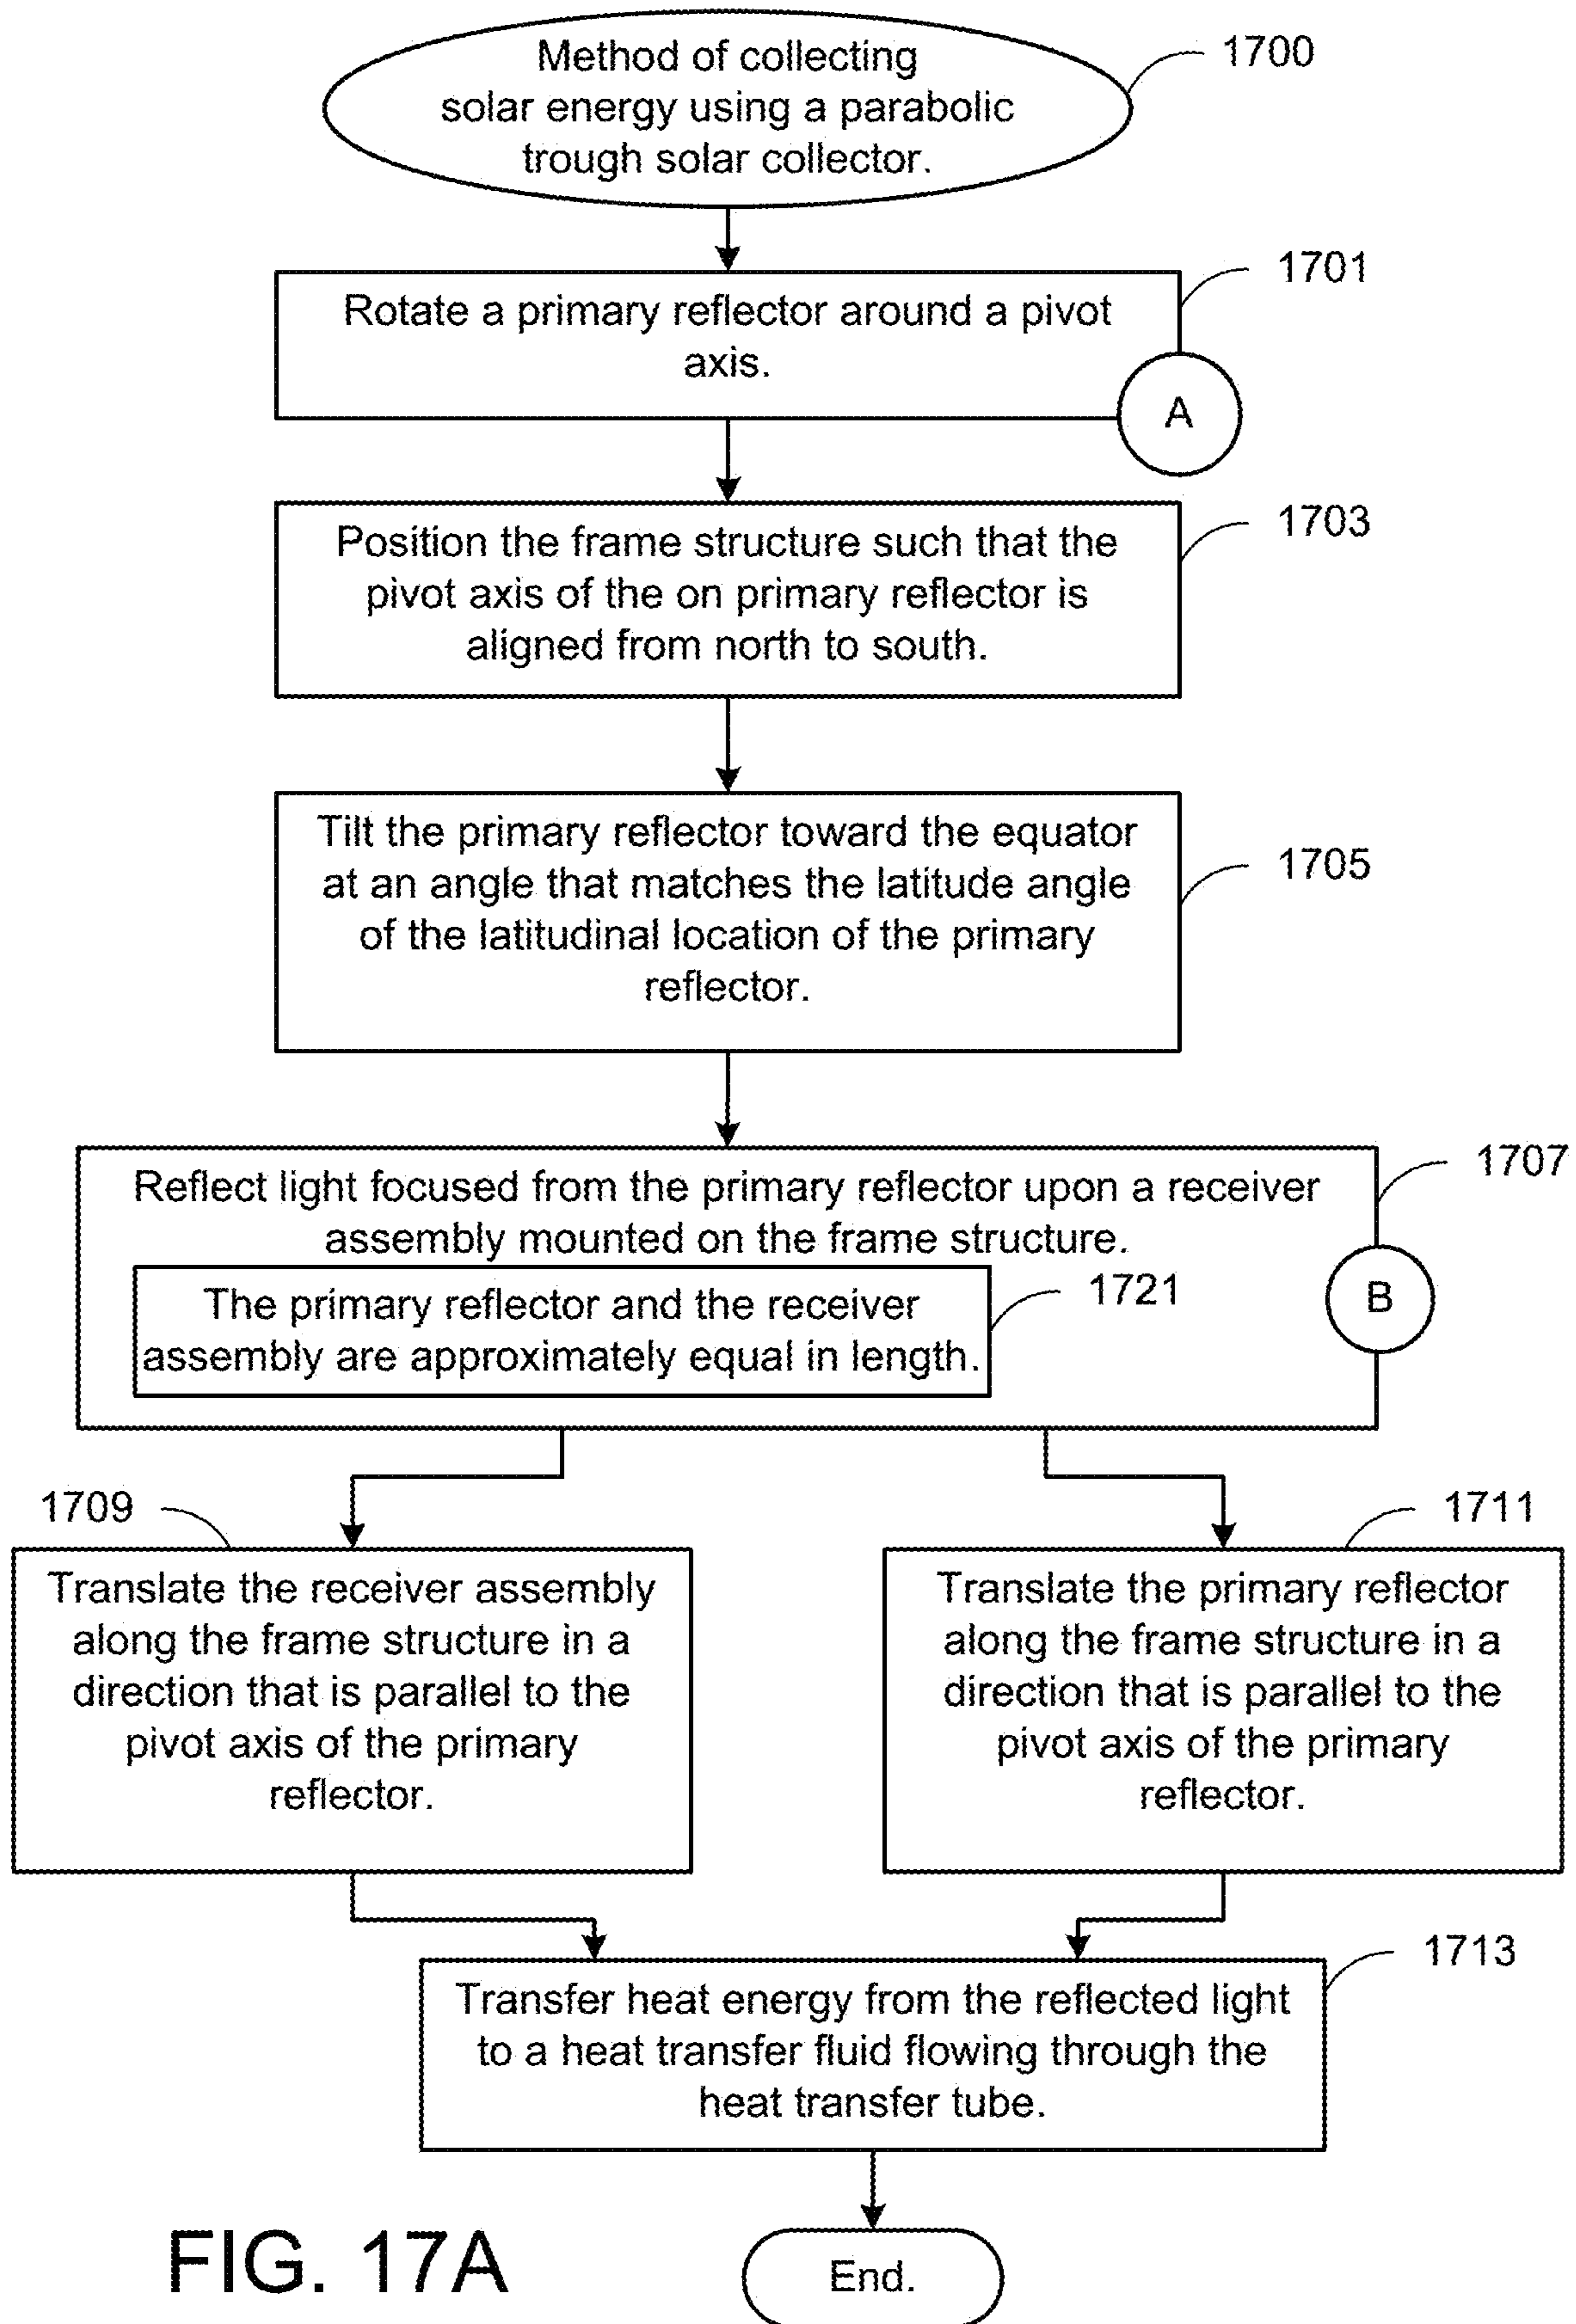 Method of collecting
solar energy using a parabolic
trough solar collector.
1700
Rotate a primary reflector around a pivot
axis.
1701
A
Position the frame structure such that the
pivot axis of the on primary reflector is
aligned from north to south.
1703
Tilt the primary reflector toward the equator
at an angle that matches the latitude angle
of the latitudinal location of the primary
reflector.
1705
Reflect light focused from the primary reflector upon a receiver
assembly mounted on the frame structure.
1707
The primary reflector and the receiver
assembly are approximately equal in length.
1721
B
1709
Translate the receiver assembly
along the frame structure in a
direction that is parallel to the
pivot axis of the primary
reflector.
1711
Translate the primary reflector
along the frame structure in a
direction that is parallel to the
pivot axis of the primary
reflector.
1713
Transfer heat energy from the reflected light
to a heat transfer fluid flowing through the
heat transfer tube.
End.
FIG. 17A